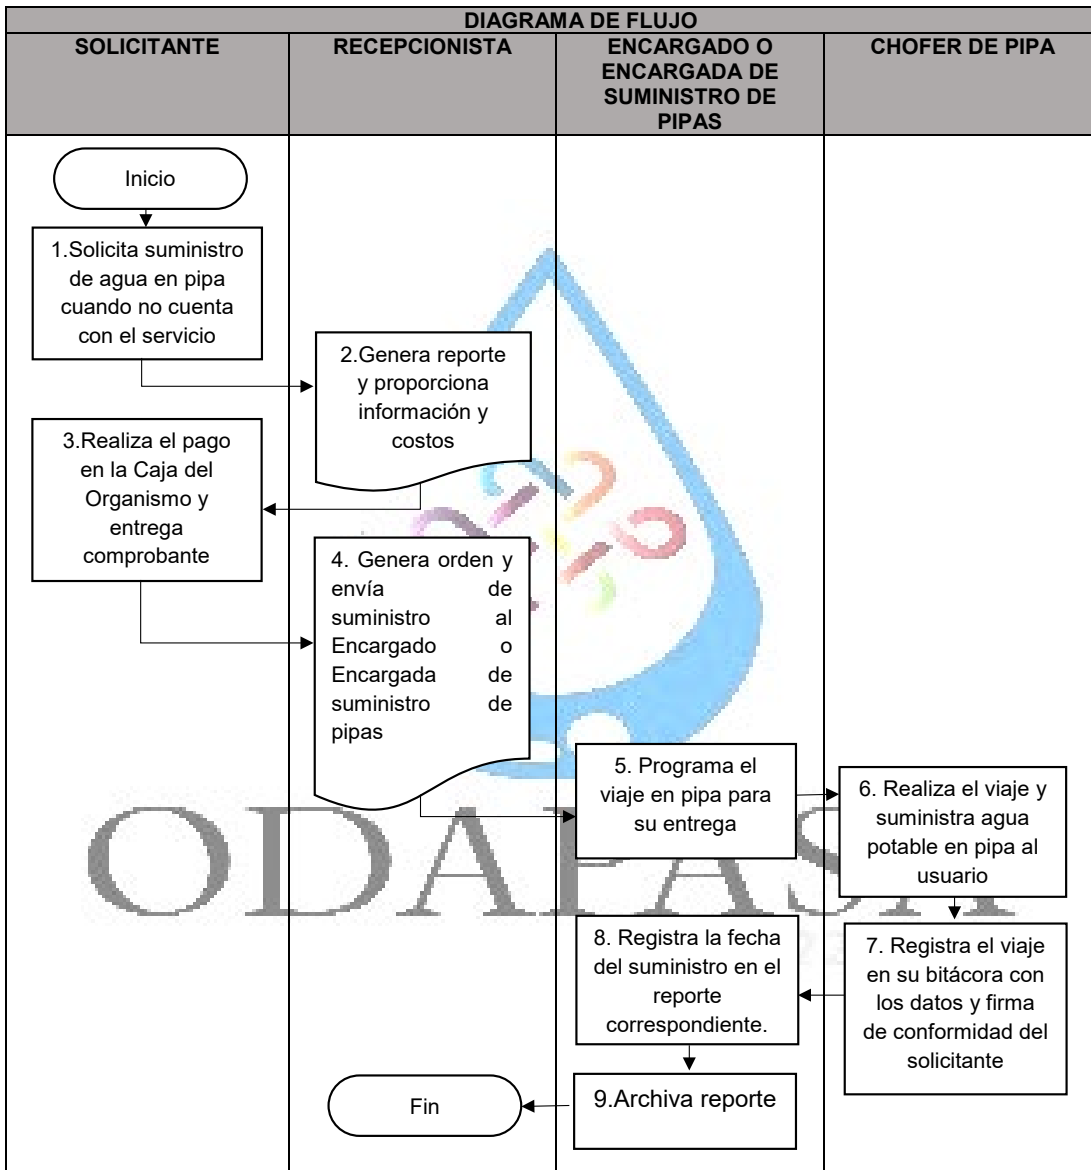 DIAGRAMA DE FLUJO
SOLICITANTE
RECEPCIONISTA
ENCARGADO O
ENCARGADA DE
SUMINISTRO DE
PIPAS
CHOFER DE PIPA
Inicio
1.Solicita suministro
de agua en pipa
cuando no cuenta
con el servicio
2.Genera reporte
y proporciona
información y
costos
3.Realiza el pago
en la Caja del
Organismo y
entrega
comprobante
4. Genera orden y
envía de
suministro al
Encargado o
Encargada de
suministro de
pipas
5. Programa el
viaje en pipa para
su entrega
6. Realiza el viaje y
suministra agua
potable en pipa al
usuario
7. Registra el viaje
en su bitácora con
los datos y firma
de conformidad del
solicitante
8. Registra la fecha
del suministro en el
reporte
correspondiente.
9.Archiva reporte
Fin
ODAPASA